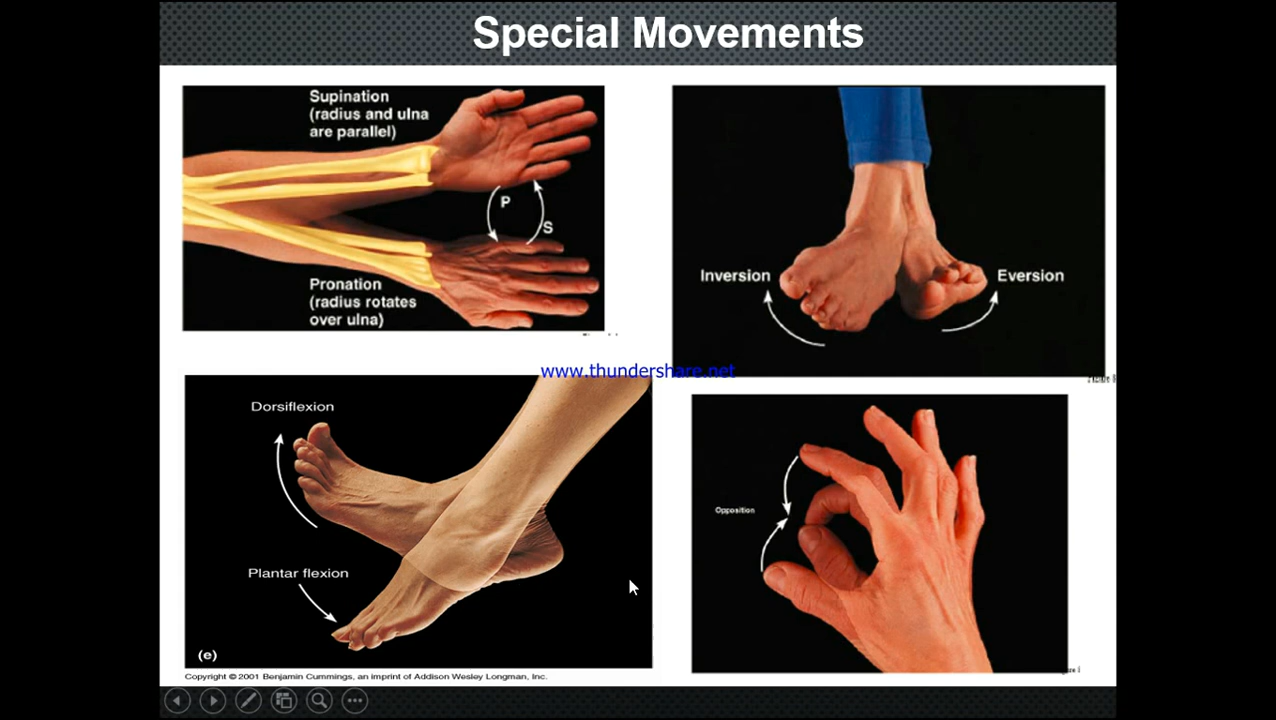 Special Movements
Supination
(radius and ulna
are parallel)
P
S
Pronation
(radius rotates
over ulna)
Inversion
Eversion
www.thundershare.net
Dorsiflexion
Plantar flexion
(e)
Copyright © 2001 Benjamin Cummings, an imprint of Addison Wesley Longman, Inc.
Opposition